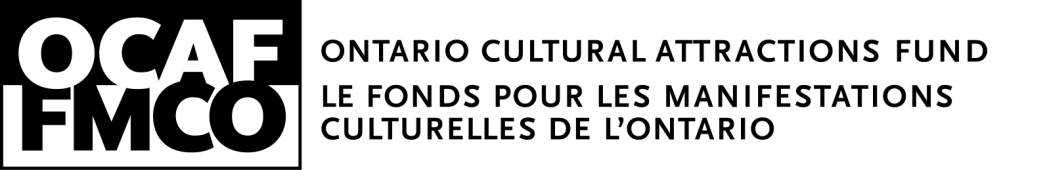 OCAF
FMCO
ONTARIO CULTURAL ATTRACTIONS FUND
LE FONDS POUR LES MANIFESTATIONS
CULTURELLES DE L’ONTARIO